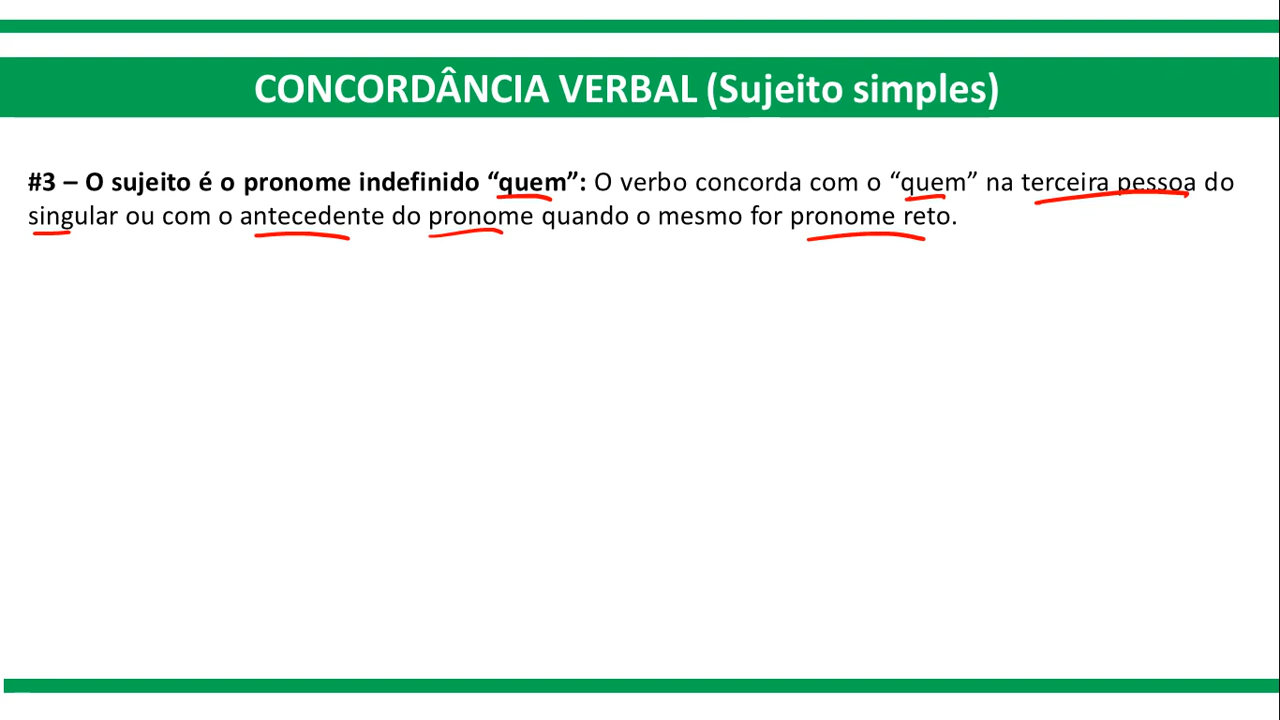 CONCORDÂNCIA VERBAL (Sujeito simples)
#3 – O sujeito é o pronome indefinido “quem”: O verbo concorda com o “quem” na terceira pessoa do
singular ou com o antecedente do pronome quando o mesmo for pronome reto.